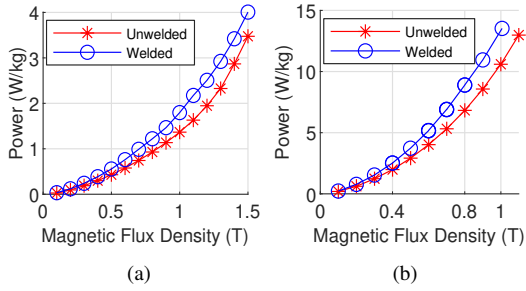 Power (W/kg)
4
3
2
1
0
Unwelded
Welded
0
0.5
1
1.5
Magnetic Flux Density (T)
(a)
Power (W/kg)
15
10
5
0
Unwelded
Welded
0
0.4
0.8
1
Magnetic Flux Density (T)
(b)